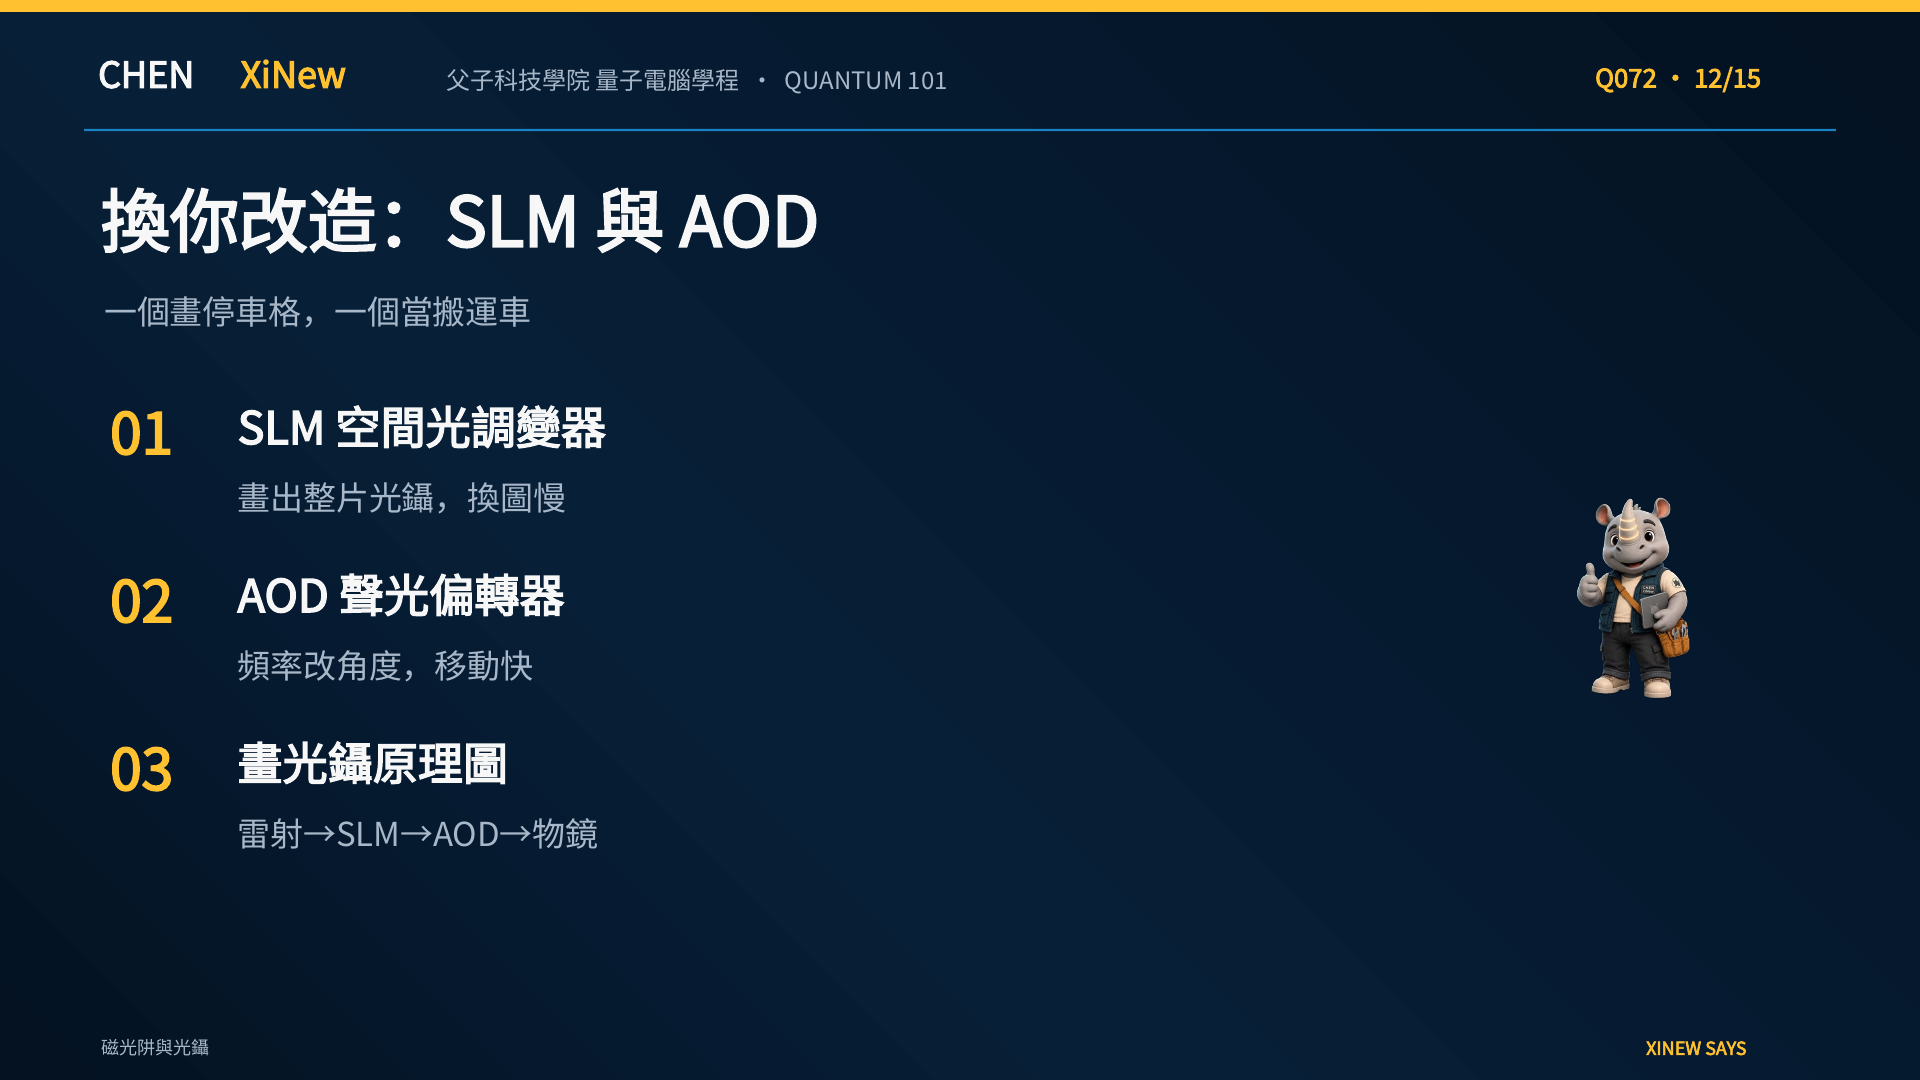 CHEN XiNew 父子科技學院 量子電腦學程 · QUANTUM 101 Q072 · 12/15
換你改造：SLM 與 AOD
一個畫停車格，一個當搬運車
01 SLM 空間光調變器
畫出整片光鑷，換圖慢
02 AOD 聲光偏轉器
頻率改角度，移動快
03 畫光鑷原理圖
雷射→SLM→AOD→物鏡
磁光阱與光鑷 XINEW SAYS